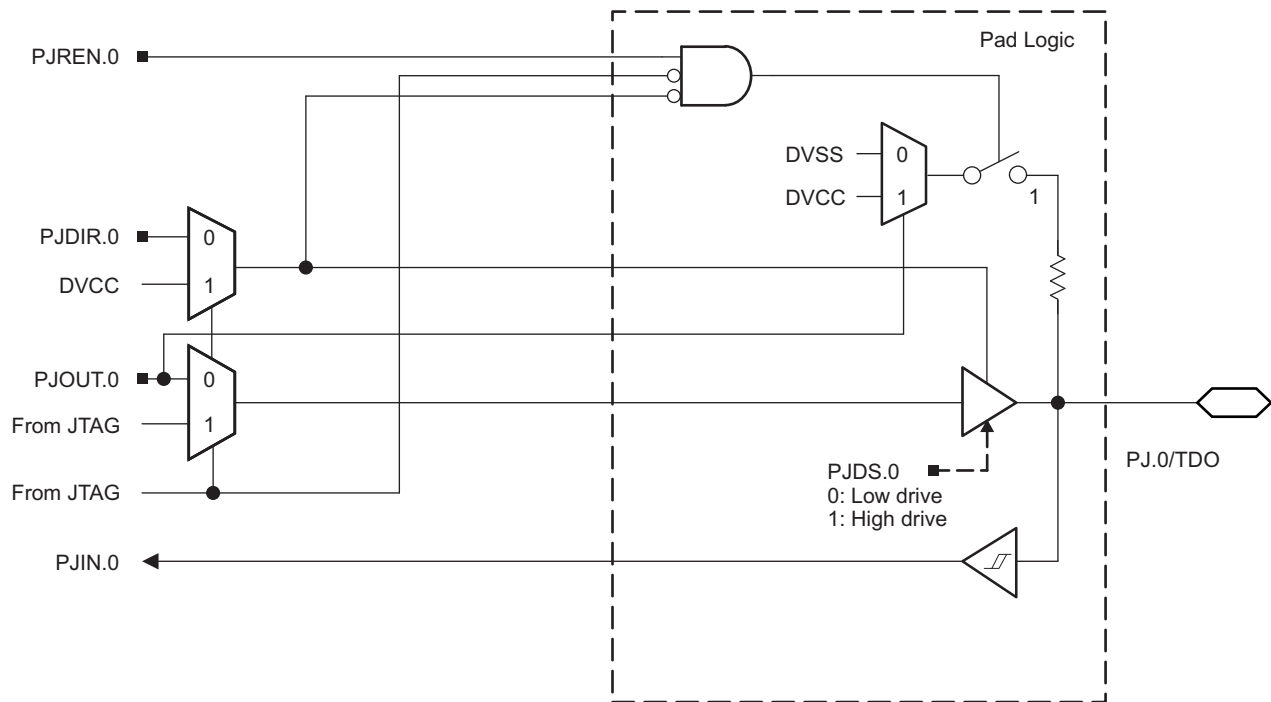 PJREN.0
Pad Logic
DVSS
0
DVCC
1
1
PJDIR.0
0
DVCC
1
PJOUT.0
0
From JTAG
1
From JTAG
PJDS.0
0: Low drive
1: High drive
PJ.0/TDO
PJIN.0